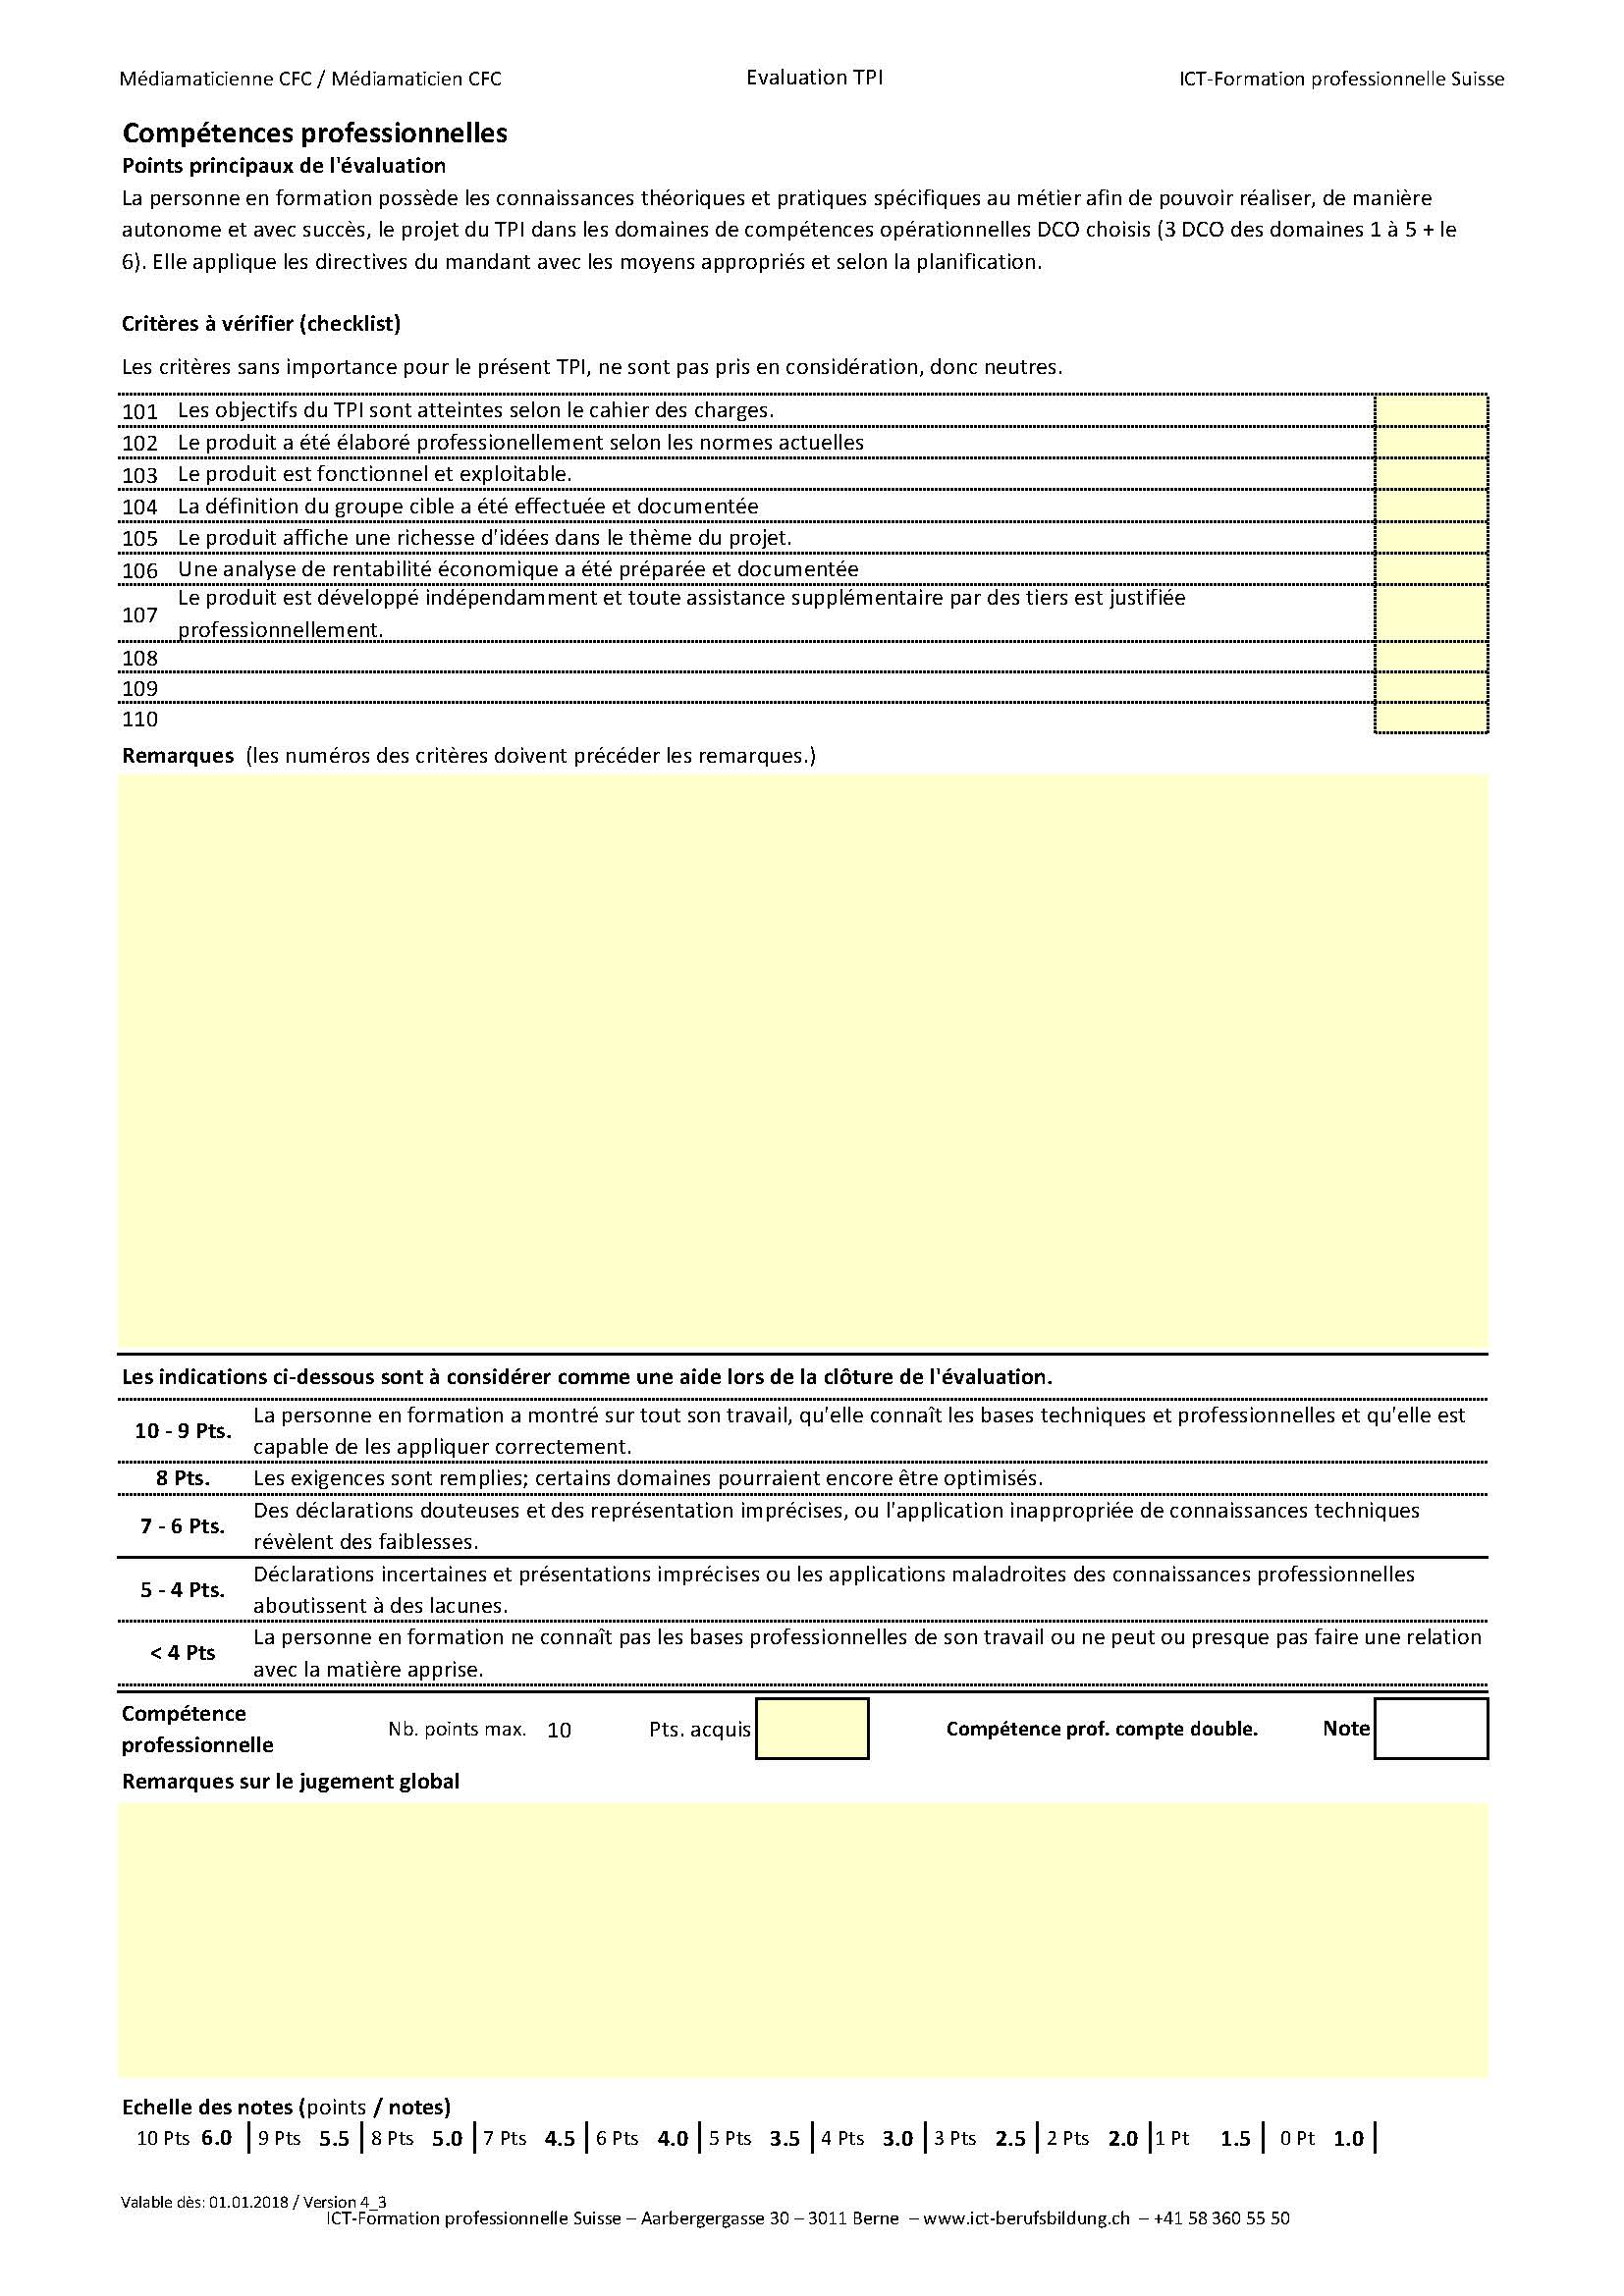 Médiamaticienne CFC / Médiamaticien CFC Evaluation TPI ICT-Formation professionnelle Suisse
Compétences professionnelles
Points principaux de l'évaluation
La personne en formation possède les connaissances théoriques et pratiques spécifiques au métier afin de pouvoir réaliser, de manière
autonome et avec succès, le projet du TPI dans les domaines de compétences opérationnelles DCO choisis (3 DCO des domaines 1 à 5 + le
6). Elle applique les directives du mandant avec les moyens appropriés et selon la planification.
Critères à vérifier (checklist)
Les critères sans importance pour le présent TPI, ne sont pas pris en considération, donc neutres.
101 Les objectifs du TPI sont atteintes selon le cahier des charges.
102 Le produit a été élaboré professionellement selon les normes actuelles
103 Le produit est fonctionnel et exploitable.
104 La définition du groupe cible a été effectuée et documentée
105 Le produit affiche une richesse d'idées dans le thème du projet.
106 Une analyse de rentabilité économique a été préparée et documentée
107 Le produit est développé indépendamment et toute assistance supplémentaire par des tiers est justifiée
professionnellement.
108
109
110
Remarques (les numéros des critères doivent précéder les remarques.)
Les indications ci-dessous sont à considérer comme une aide lors de la clôture de l'évaluation.
10 - 9 Pts. La personne en formation a montré sur tout son travail, qu'elle connaît les bases techniques et professionnelles et qu'elle est
capable de les appliquer correctement.
8 Pts. Les exigences sont remplies; certains domaines pourraient encore être optimisés.
7 - 6 Pts. Des déclarations douteuses et des représentation imprécises, ou l'application inappropriée de connaissances techniques
révèlent des faiblesses.
5 - 4 Pts. Déclarations incertaines et présentations imprécises ou les applications maladroites des connaissances professionnelles
aboutissent à des lacunes.
< 4 Pts La personne en formation ne connaît pas les bases professionnelles de son travail ou ne peut ou presque pas faire une relation
avec la matière apprise.
Compétence
professionnelle Nb. points max. 10 Pts. acquis Compétence prof. compte double. Note
Remarques sur le jugement global
Echelle des notes (points / notes)
10 Pts 6.0 9 Pts 5.5 8 Pts 5.0 7 Pts 4.5 6 Pts 4.0 5 Pts 3.5 4 Pts 3.0 3 Pts 2.5 2 Pts 2.0 1 Pt 1.5 0 Pt 1.0
Valable dès: 01.01.2018 / Version 4_3
ICT-Formation professionnelle Suisse – Aarbergergasse 30 – 3011 Berne – www.ict-berufsbildung.ch – +41 58 360 55 50